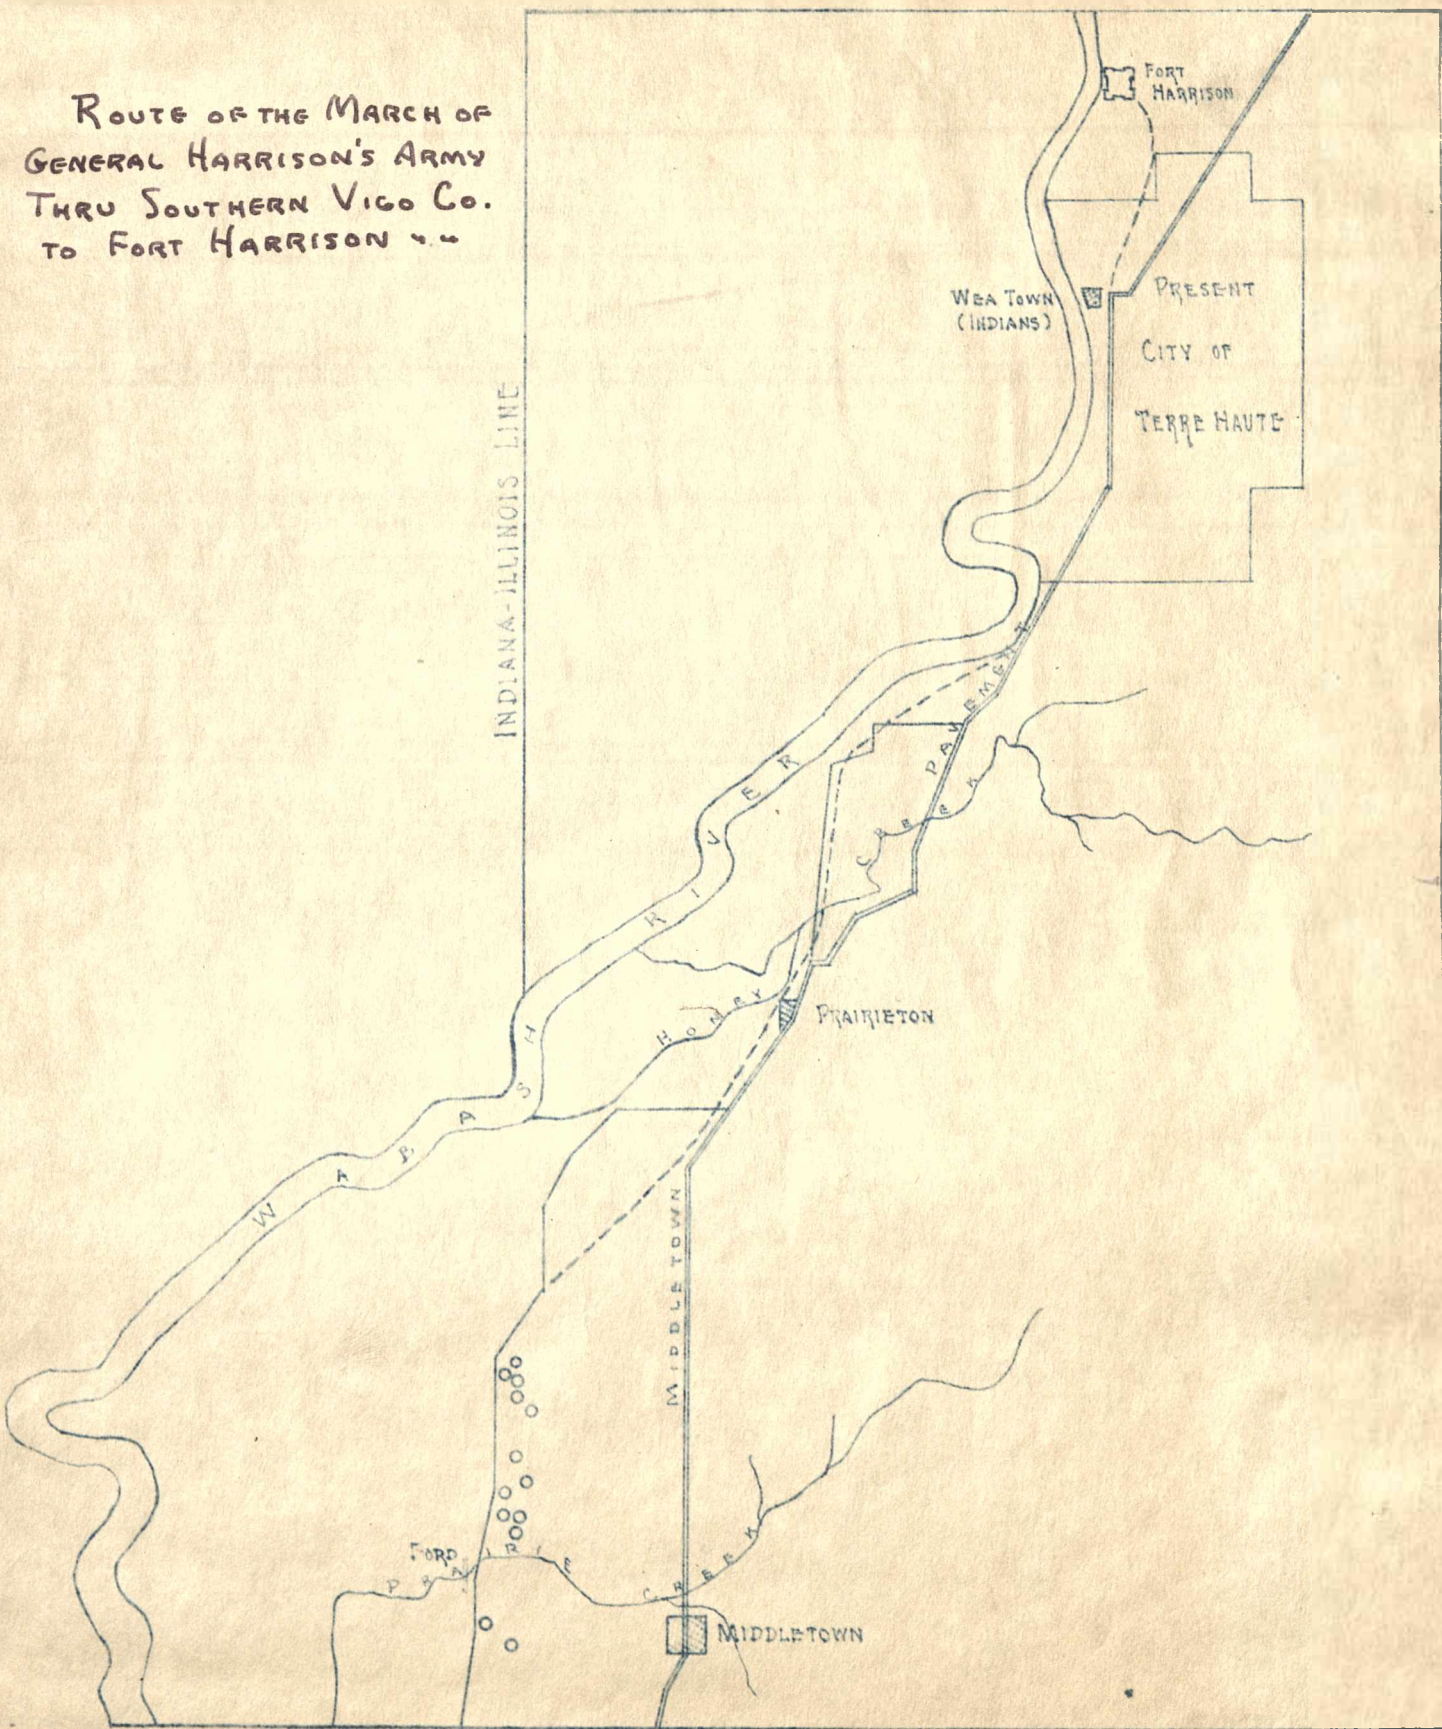 ROUTE OF THE MARCH OF
GENERAL HARRISON'S ARMY
THRU SOUTHERN VIGO CO.
TO FORT HARRISON
FORT
HARRISON
WEA TOWN
(INDIANS)
PRESENT
CITY OF
TERRE HAUTE
INDIANA-ILLINOIS LINE
PAVEMENT
WABASH RIVER
HONEY CREEK
PRAIRIETON
MIDDLETOWN
FORD
PRAIRIE CREEK
MIDDLETOWN